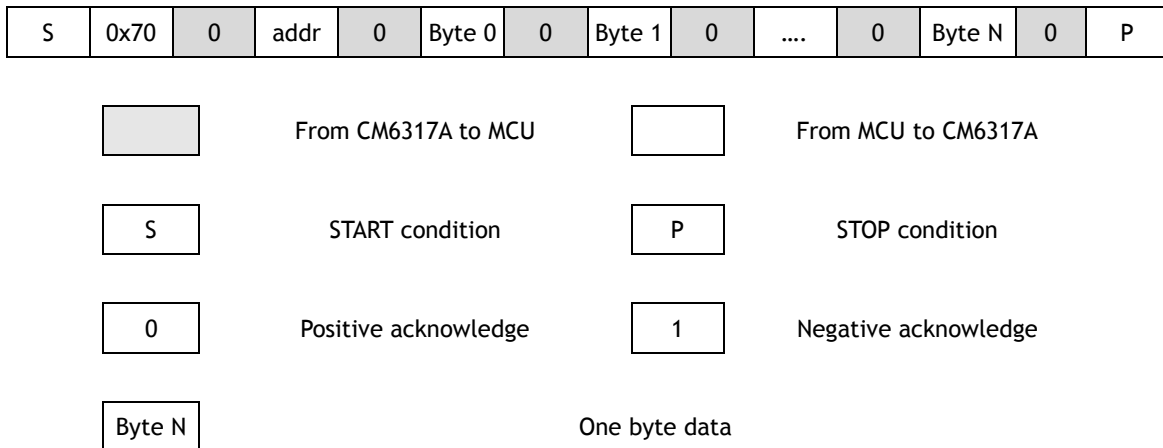 S 0x70 0 addr 0 Byte 0 0 Byte 1 0 .... 0 Byte N 0 P
From CM6317A to MCU From MCU to CM6317A
S START condition P STOP condition
0 Positive acknowledge 1 Negative acknowledge
Byte N One byte data